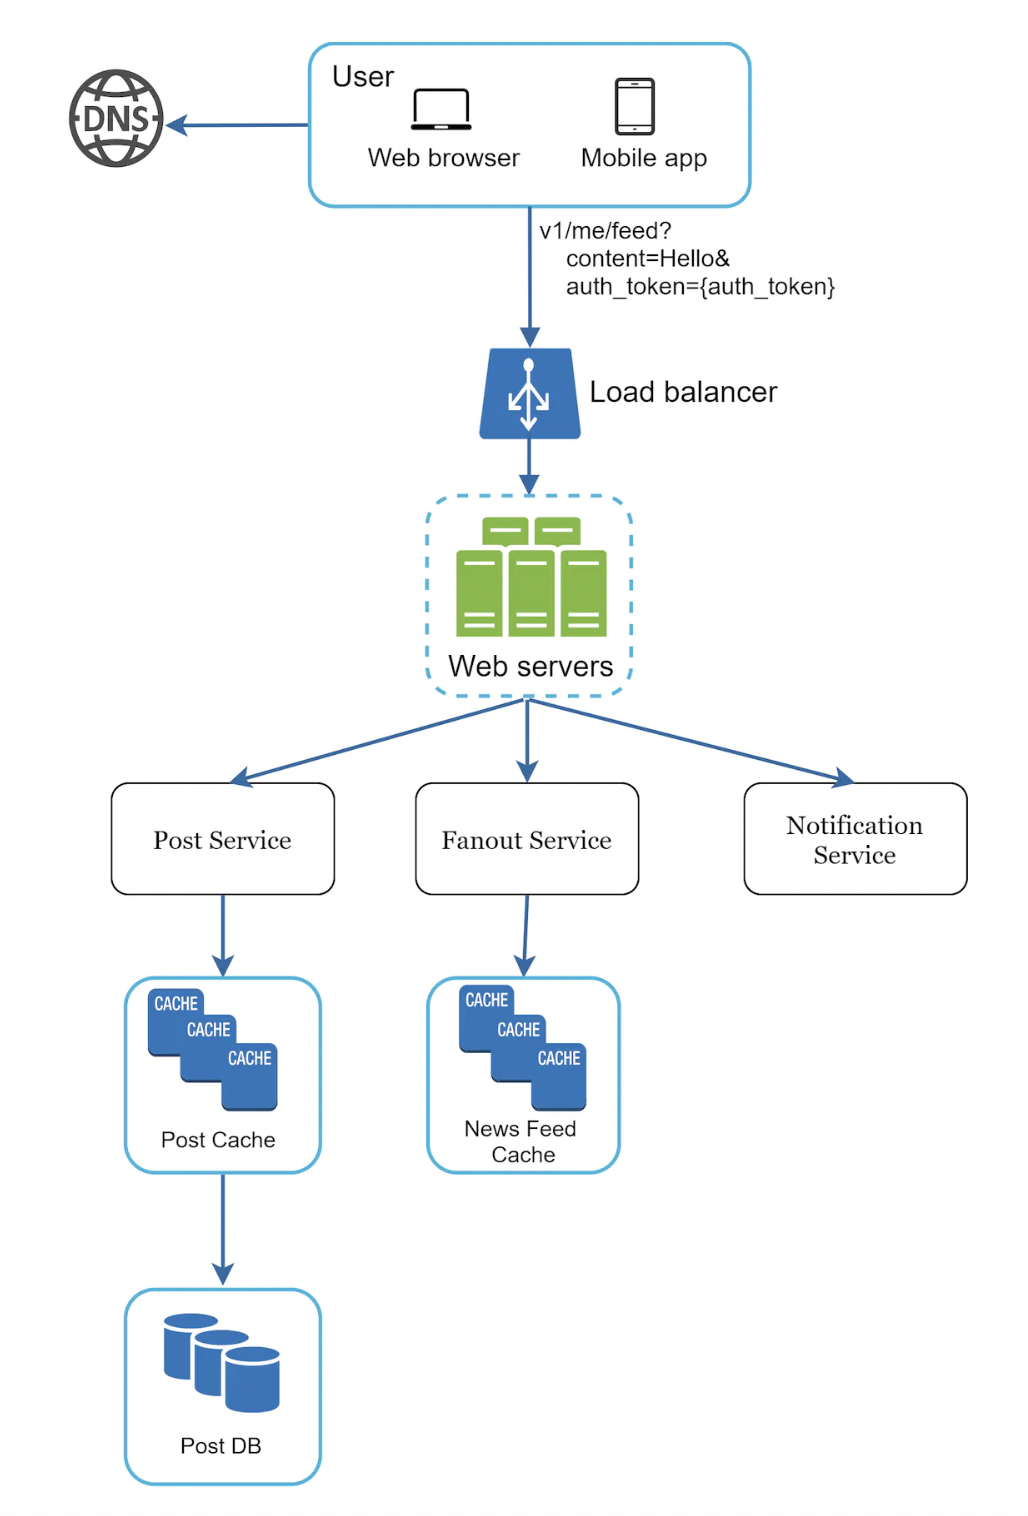 User
DNS
Web browser
Mobile app
v1/me/feed?
content=Hello&
auth_token={auth_token}
Load balancer
Web servers
Post Service
Fanout Service
Notification
Service
CACHE
CACHE
CACHE
Post Cache
CACHE
CACHE
CACHE
News Feed
Cache
Post DB